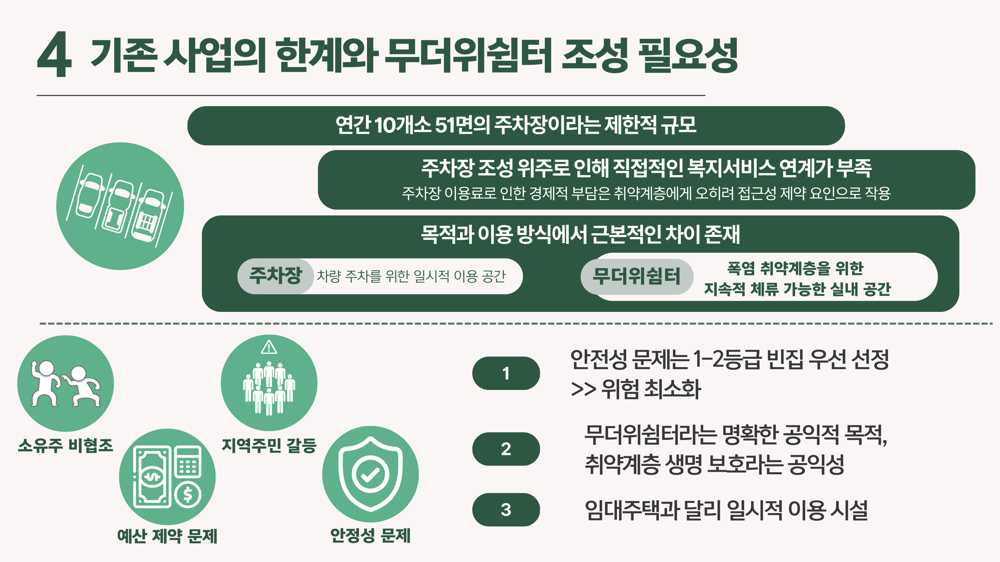 4 기존 사업의 한계와 무더위쉼터 조성 필요성
연간 10개소 51면의 주차장이라는 제한적 규모
주차장 조성 위주로 인해 직접적인 복지서비스 연계가 부족
주차장 이용료로 인한 경제적 부담은 취약계층에게 오히려 접근성 제약 요인으로 작용
목적과 이용 방식에서 근본적인 차이 존재
주차장 차량 주차를 위한 일시적 이용 공간
무더위쉼터
폭염 취약계층을 위한
지속적 체류 가능한 실내 공간
소유주 비협조
지역주민 갈등
예산 제약 문제
안정성 문제
1
안전성 문제는 1-2등급 빈집 우선 선정
>> 위험 최소화
2
무더위쉼터라는 명확한 공익적 목적,
취약계층 생명 보호라는 공익성
3
임대주택과 달리 일시적 이용 시설